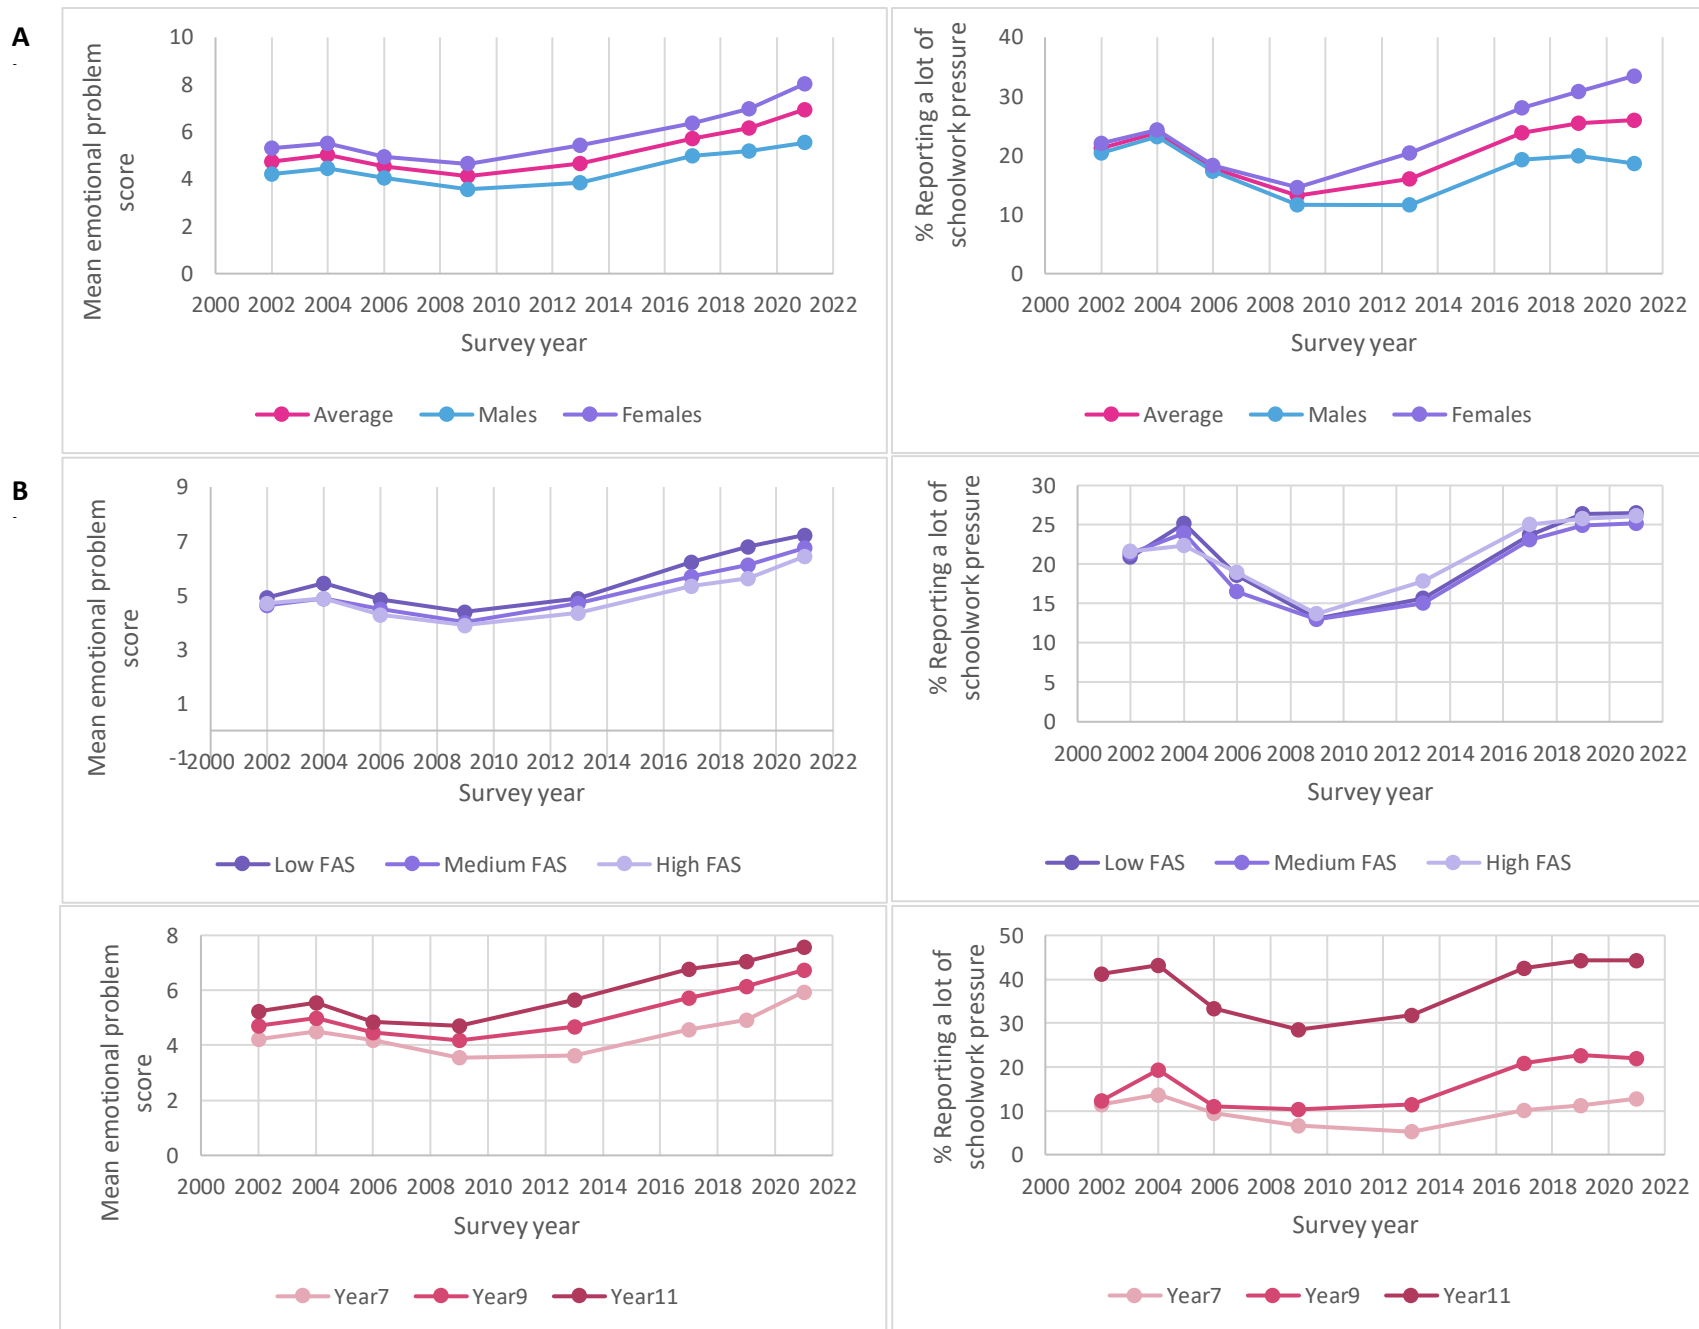 A
-
10
8
6
4
2
0
Mean emotional problem
score
2000 2002 2004 2006 2008 2010 2012 2014 2016 2018 2020 2022
Survey year
Average Males Females
40
30
20
10
0
% Reporting a lot of
schoolwork pressure
2000 2002 2004 2006 2008 2010 2012 2014 2016 2018 2020 2022
Survey year
Average Males Females
B
-
9
7
5
3
1
-1
Mean emotional problem
score
2000 2002 2004 2006 2008 2010 2012 2014 2016 2018 2020 2022
Survey year
Low FAS Medium FAS High FAS
30
25
20
15
10
5
0
% Reporting a lot of
schoolwork pressure
2000 2002 2004 2006 2008 2010 2012 2014 2016 2018 2020 2022
Survey year
Low FAS Medium FAS High FAS
8
6
4
2
0
Mean emotional problem
score
2000 2002 2004 2006 2008 2010 2012 2014 2016 2018 2020 2022
Survey year
Year7 Year9 Year11
50
40
30
20
10
0
% Reporting a lot of
schoolwork pressure
2000 2002 2004 2006 2008 2010 2012 2014 2016 2018 2020 2022
Survey year
Year7 Year9 Year11